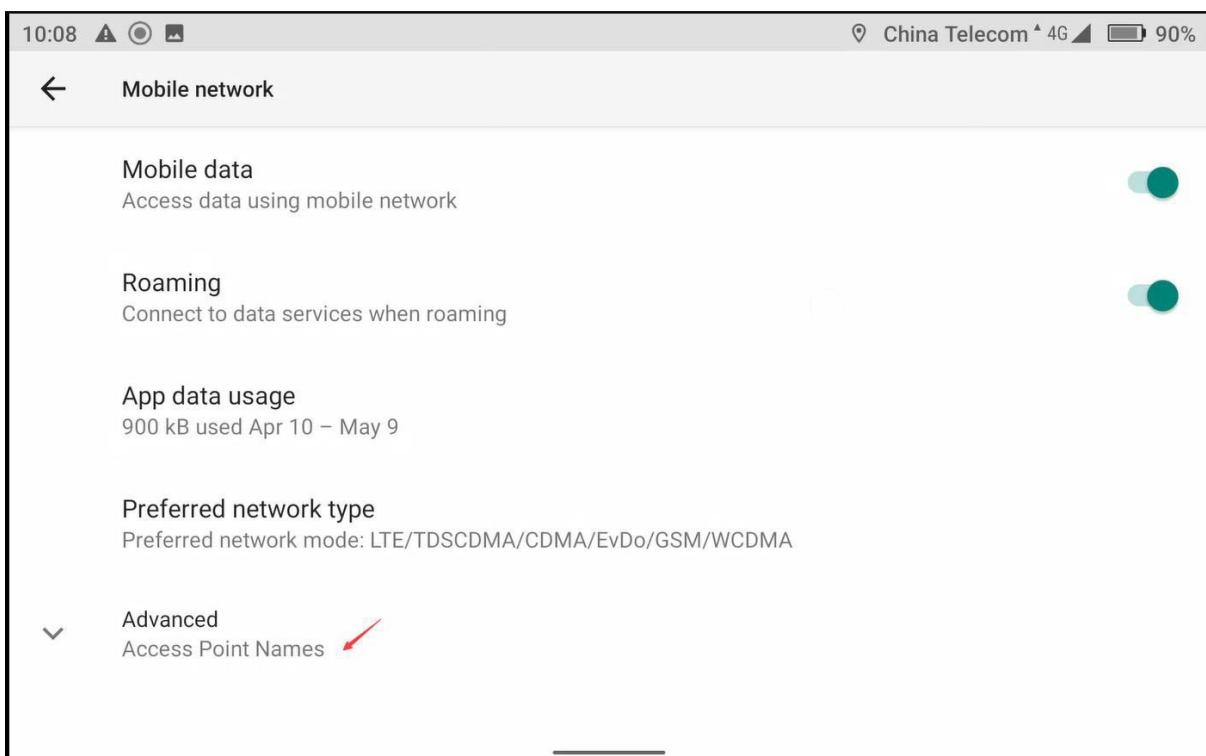 10:08 China Telecom 4G 90%
Mobile network
Mobile data
Access data using mobile network
Roaming
Connect to data services when roaming
App data usage
900 kB used Apr 10 – May 9
Preferred network type
Preferred network mode: LTE/TDSCDMA/CDMA/EvDo/GSM/WCDMA
Advanced
Access Point Names